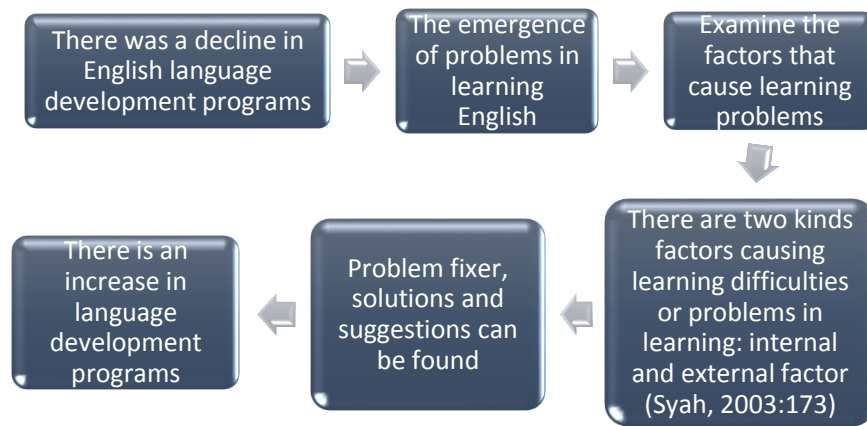 There was a decline in
English language
development programs
The emergence
of problems in
learning
English
Examine the
factors that
cause learning
problems
There are two kinds
factors causing
learning difficulties
or problems in
learning: internal
and external factor
(Syah, 2003:173)
Problem fixer,
solutions and
suggestions can
be found
There is an
increase in
language
development
programs